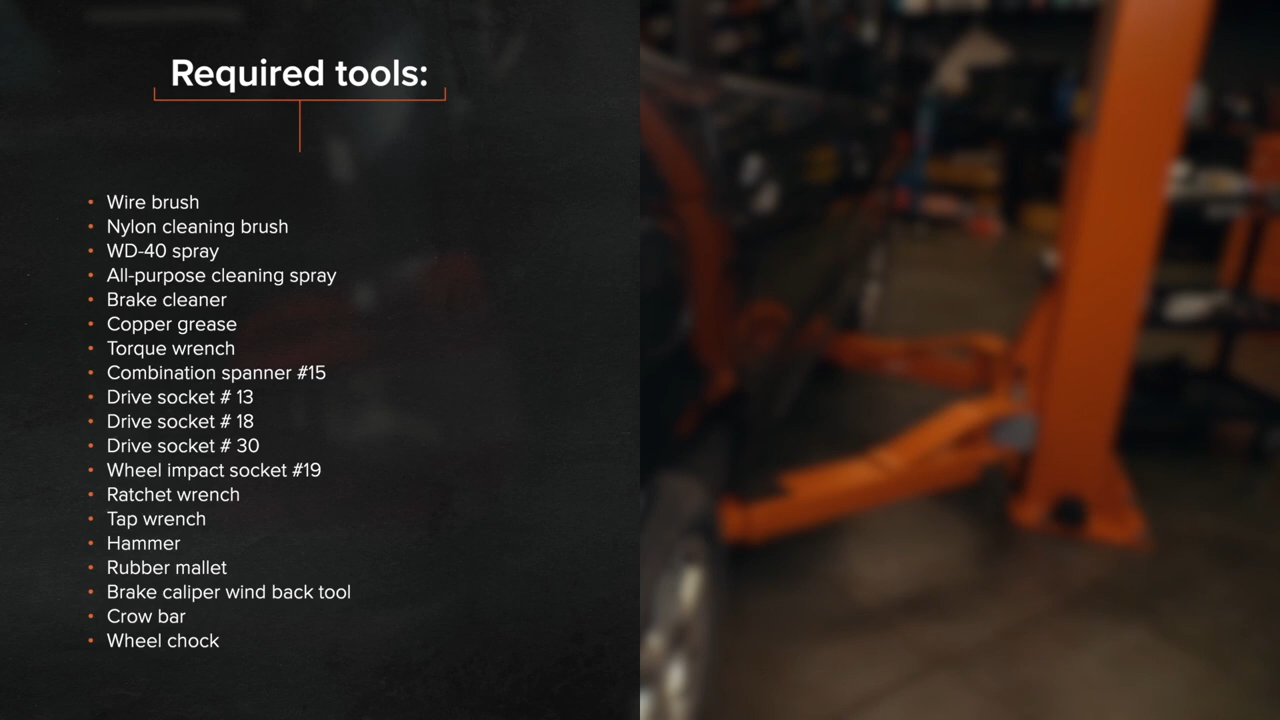 Required tools:
• Wire brush
• Nylon cleaning brush
• WD-40 spray
• All-purpose cleaning spray
• Brake cleaner
• Copper grease
• Torque wrench
• Combination spanner #15
• Drive socket # 13
• Drive socket # 18
• Drive socket # 30
• Wheel impact socket #19
• Ratchet wrench
• Tap wrench
• Hammer
• Rubber mallet
• Brake caliper wind back tool
• Crow bar
• Wheel chock